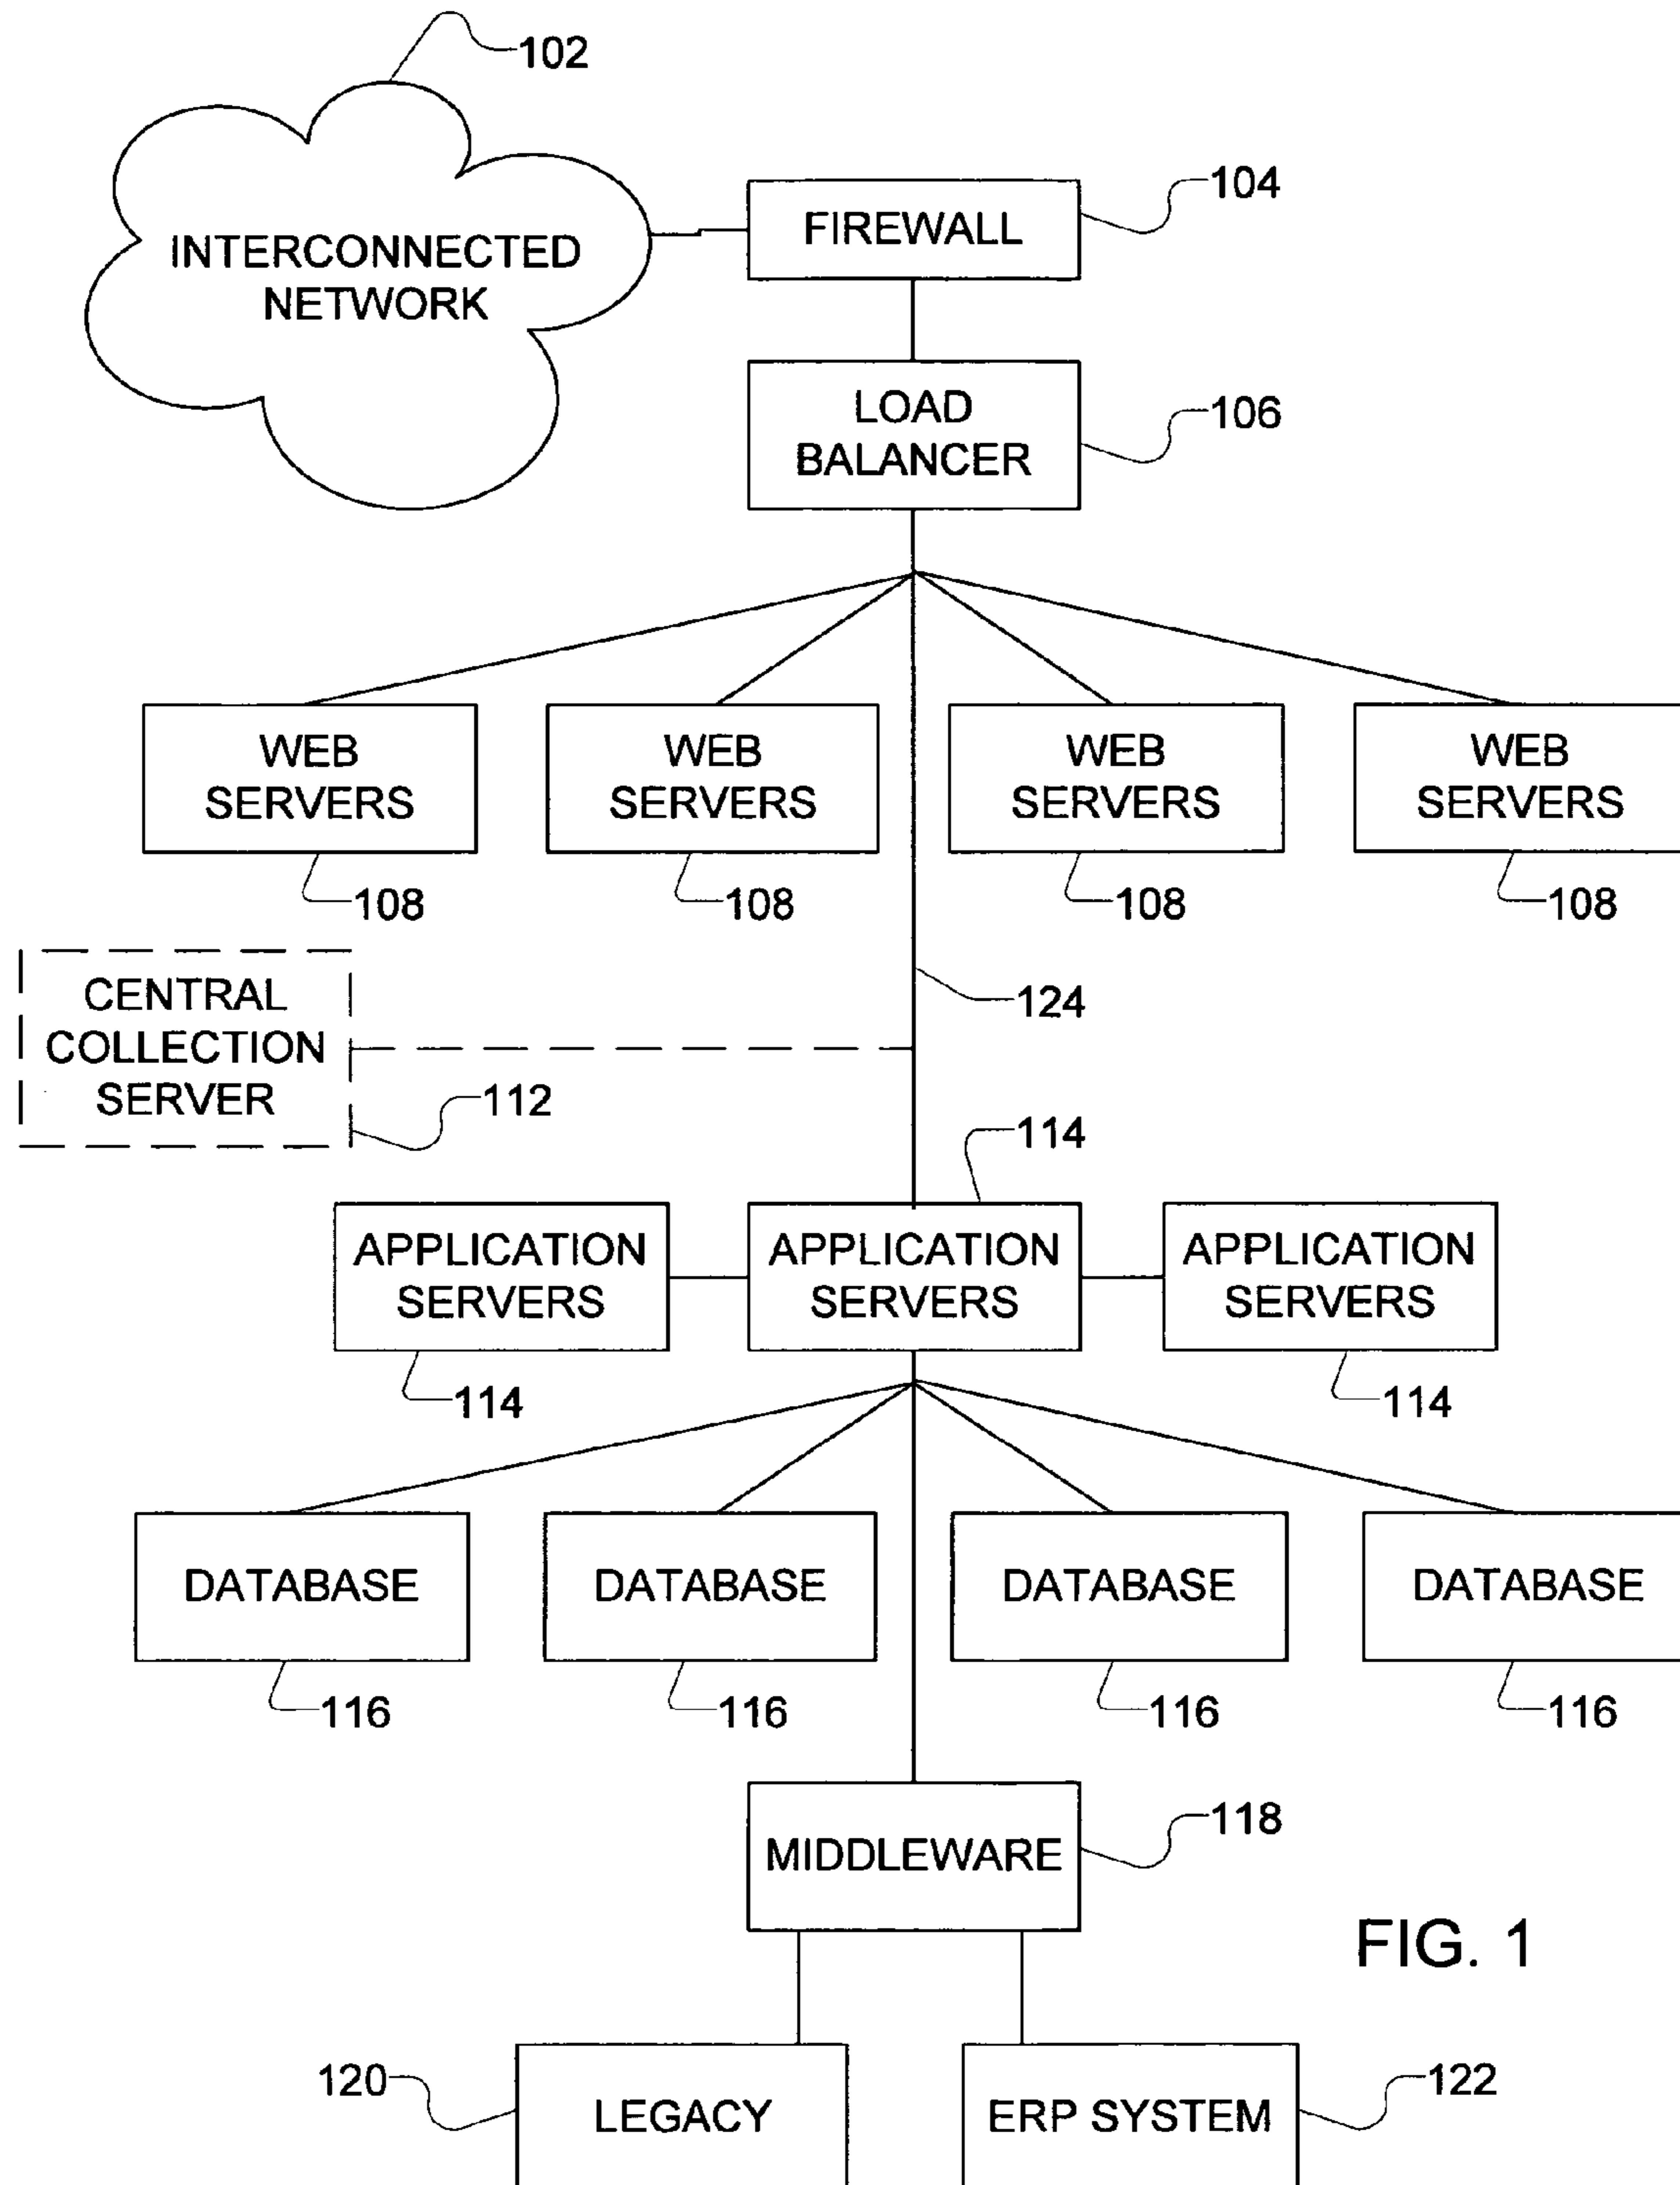 102
104
FIREWALL
INTERCONNECTED
NETWORK
LOAD
BALANCER
106
WEB
SERVERS
WEB
SERVERS
WEB
SERVERS
WEB
SERVERS
108
108
108
108
CENTRAL
COLLECTION
SERVER
124
112
114
APPLICATION
SERVERS
APPLICATION
SERVERS
APPLICATION
SERVERS
114
114
DATABASE
DATABASE
DATABASE
DATABASE
116
116
116
116
118
MIDDLEWARE
FIG. 1
120
LEGACY
ERP SYSTEM
122